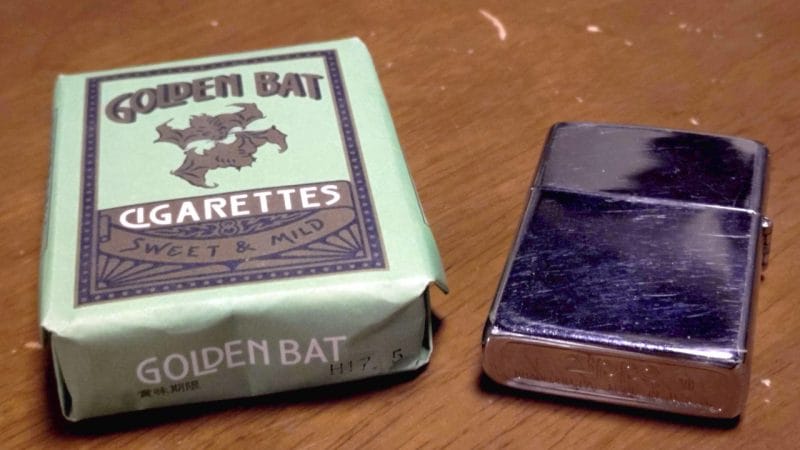 GOLDEN BAT
CIGARETTES
SWEET & MILD
GOLDEN BAT
賞味期限 H17. 5